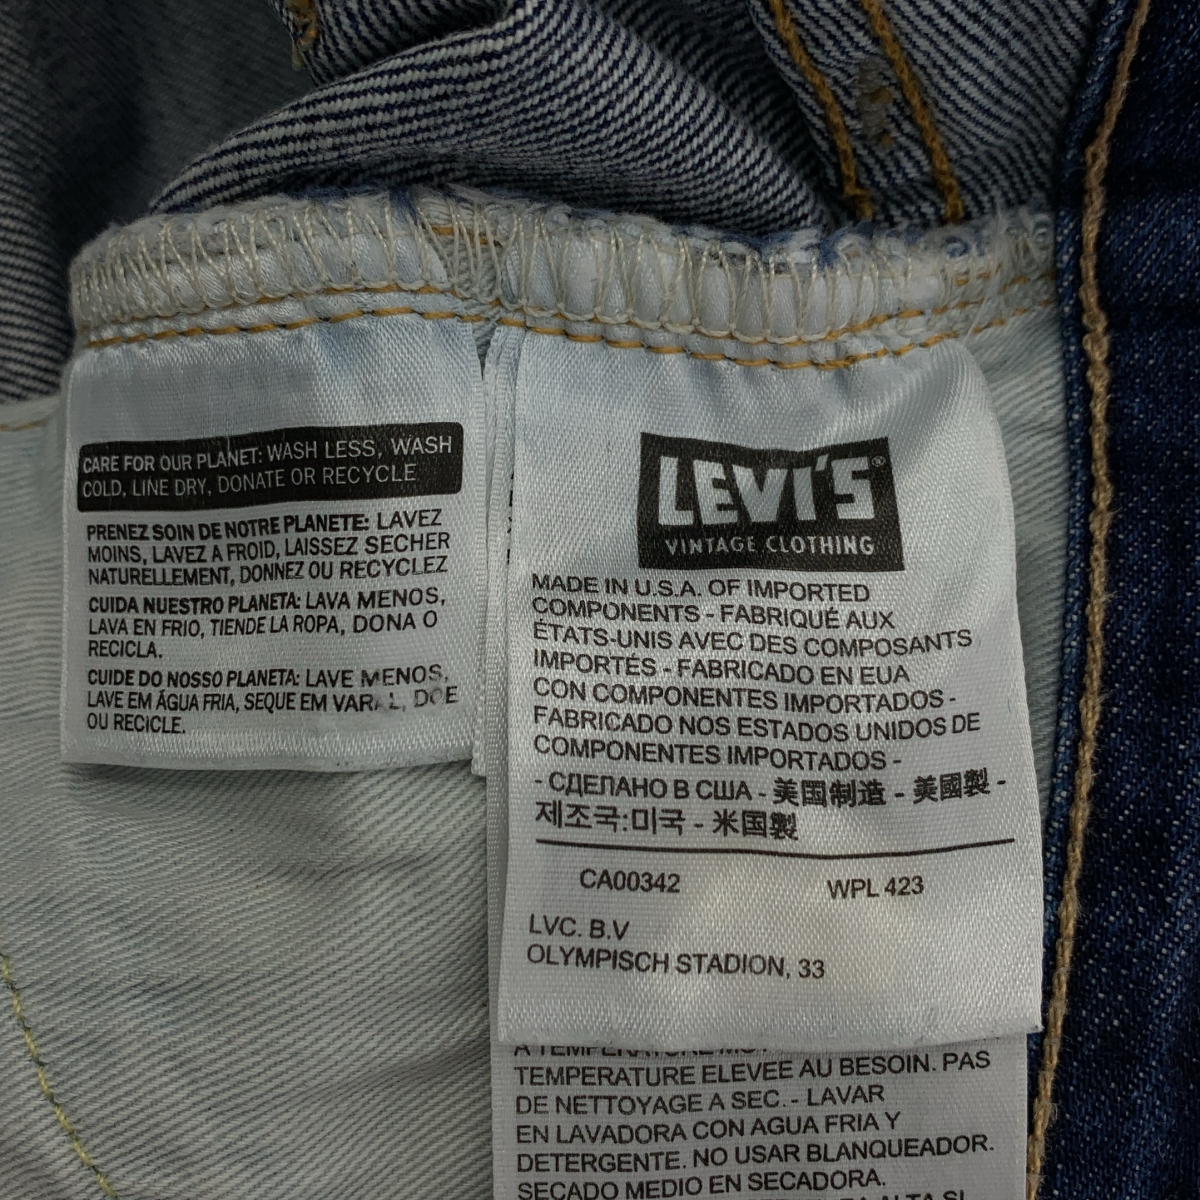 CARE FOR OUR PLANET: WASH LESS, WASH
COLD, LINE DRY, DONATE OR RECYCLE
PRENEZ SOIN DE NOTRE PLANETE: LAVEZ
MOINS, LAVEZ A FROID, LAISSEZ SECHER
NATURELLEMENT, DONNEZ OU RECYCLEZ
CUIDA NUESTRO PLANETA: LAVA MENOS,
LAVA EN FRIO, TIENDE LA ROPA, DONA O
RECICLA.
CUIDE DO NOSSO PLANETA: LAVE MENOS,
LAVE EM ÁGUA FRIA, SEQUE EM VARAL, DOE
OU RECICLE.
LEVI'S®
VINTAGE CLOTHING
MADE IN U.S.A. OF IMPORTED
COMPONENTS - FABRIQUÉ AUX
ÉTATS-UNIS AVEC DES COMPOSANTS
IMPORTÉS - FABRICADO EN EUA
CON COMPONENTES IMPORTADOS -
FABRICADO NOS ESTADOS UNIDOS DE
COMPONENTES IMPORTADOS -
- СДЕЛАНО В США - 美国制造 - 美國製 -
제조국:미국 - 米国製
CA00342 WPL 423
LVC. B.V
OLYMPISCH STADION, 33
A TEMPERATURE
TEMPERATURE ELEVEE AU BESOIN. PAS
DE NETTOYAGE A SEC. - LAVAR
EN LAVADORA CON AGUA FRIA Y
DETERGENTE. NO USAR BLANQUEADOR.
SECADO MEDIO EN SECADORA.